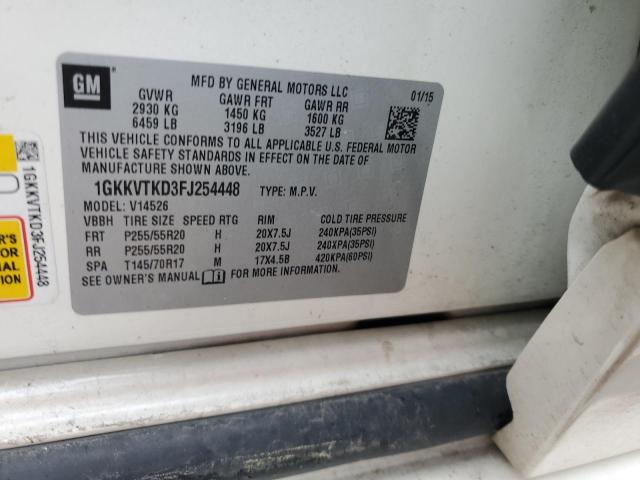 GM
MFD BY GENERAL MOTORS LLC
01/15
GVWR GAWR FRT GAWR RR
2930 KG 1450 KG 1600 KG
6459 LB 3196 LB 3527 LB
THIS VEHICLE CONFORMS TO ALL APPLICABLE U.S. FEDERAL MOTOR
VEHICLE SAFETY STANDARDS IN EFFECT ON THE DATE OF
MANUFACTURE SHOWN ABOVE.
1GKKVTKD3FJ254448 TYPE: M.P.V.
MODEL: V14526
VBBH TIRE SIZE SPEED RTG RIM COLD TIRE PRESSURE
FRT P255/55R20 H 20X7.5J 240KPA(35PSI)
RR P255/55R20 H 20X7.5J 240KPA(35PSI)
SPA T145/70R17 M 17X4.5B 420KPA(60PSI)
SEE OWNER'S MANUAL FOR MORE INFORMATION.
1GKKVTKD3FJ254448
R'S
AL
ATION